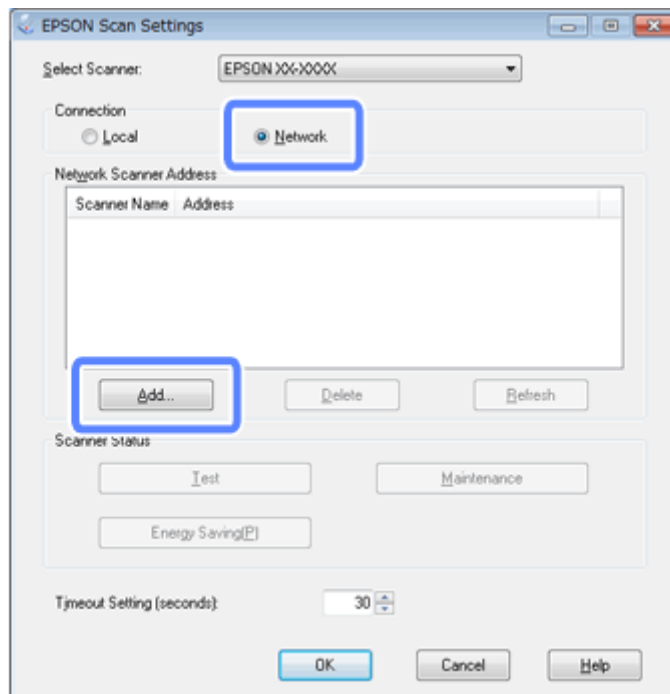 EPSON Scan Settings
Select Scanner: EPSON XX-XXXX
Connection
Local Network
Network Scanner Address
Scanner Name Address
Add... Delete Refresh
Scanner Status
Test Maintenance
Energy Saving(P)
Timeout Setting (seconds): 30
OK Cancel Help